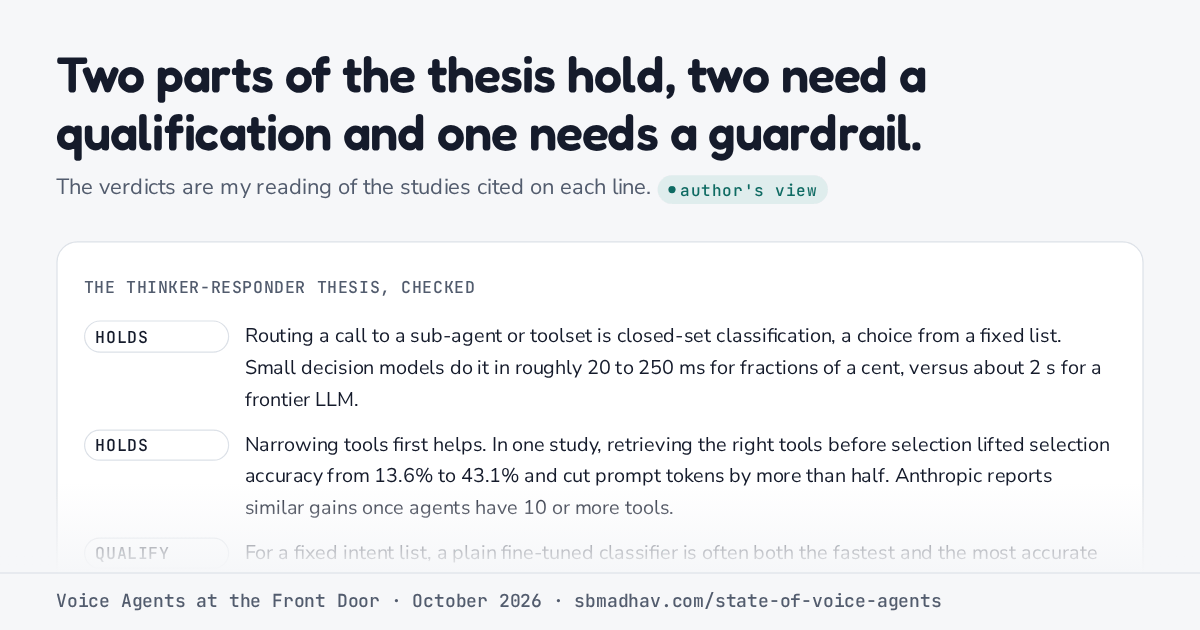 Two parts of the thesis hold, two need a
qualification and one needs a guardrail.
The verdicts are my reading of the studies cited on each line. author's view
THE THINKER-RESPONDER THESIS, CHECKED
HOLDS Routing a call to a sub-agent or toolset is closed-set classification, a choice from a fixed list.
Small decision models do it in roughly 20 to 250 ms for fractions of a cent, versus about 2 s for a
frontier LLM.
HOLDS Narrowing tools first helps. In one study, retrieving the right tools before selection lifted selection
accuracy from 13.6% to 43.1% and cut prompt tokens by more than half. Anthropic reports
similar gains once agents have 10 or more tools.
QUALIFY For a fixed intent list, a plain fine-tuned classifier is often both the fastest and the most accurate
Voice Agents at the Front Door · October 2026 · sbmadhav.com/state-of-voice-agents